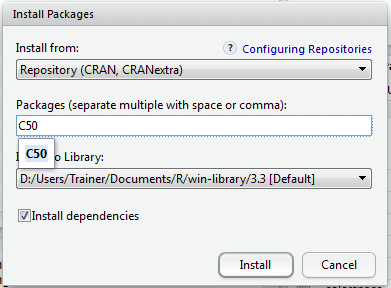 Install Packages
Install from:
? Configuring Repositories
Repository (CRAN, CRANextra)
Packages (separate multiple with space or comma):
C50
C50
o Library:
D:/Users/Trainer/Documents/R/win-library/3.3 [Default]
Install dependencies
Install
Cancel